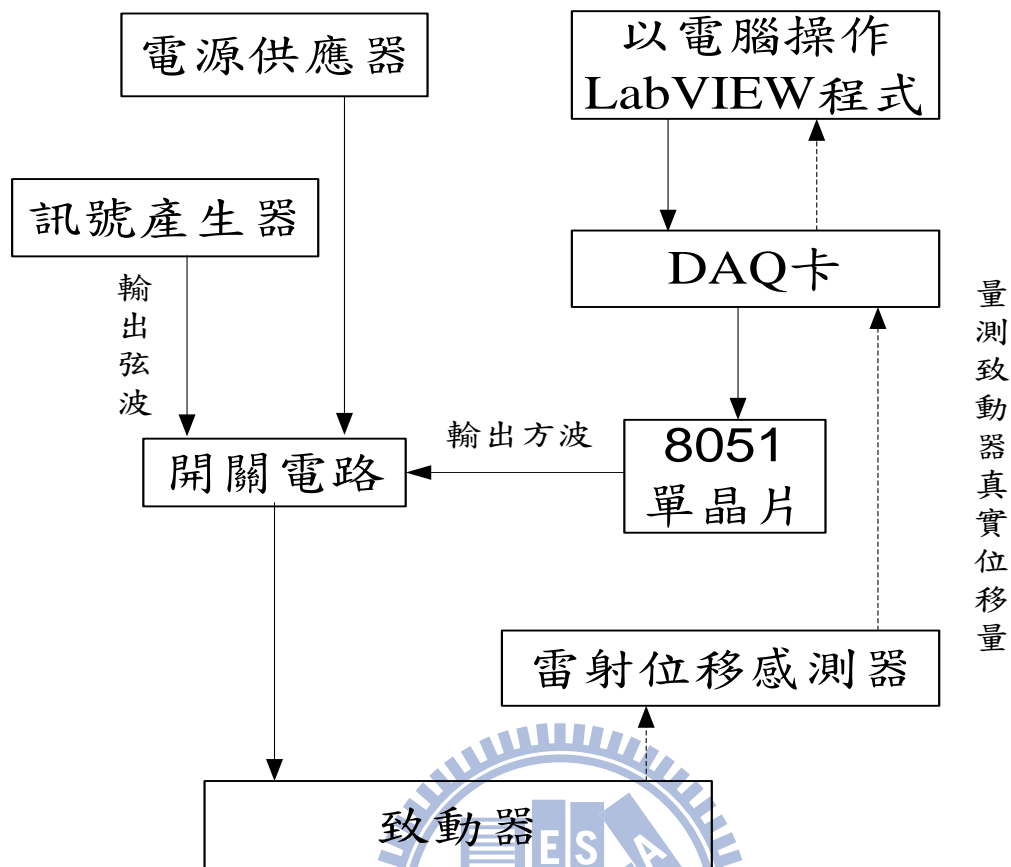 電源供應器
以電腦操作
LabVIEW程式
訊號產生器
DAQ卡
輸出弦波
量測致動器真實位移量
輸出方波
開關電路
8051
單晶片
雷射位移感測器
致動器
ES
A